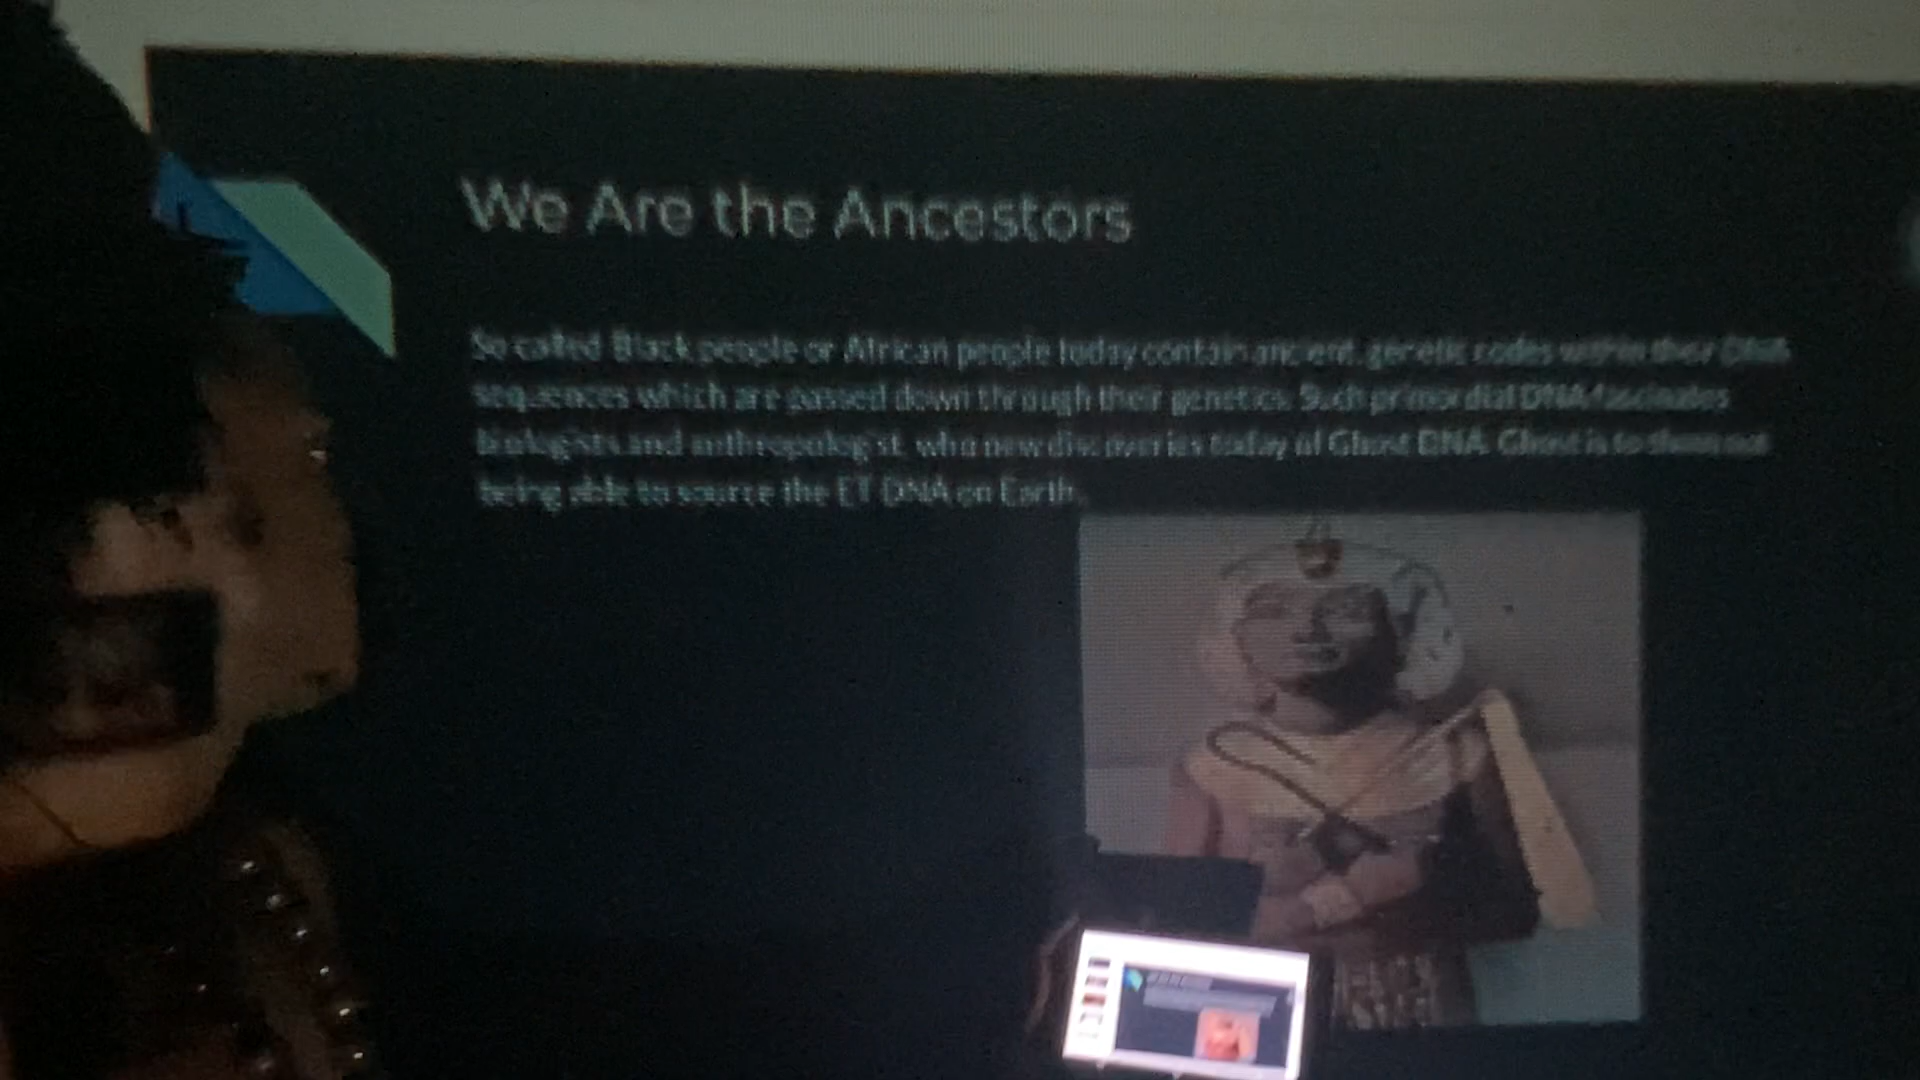 We Are the Ancestors
So called Black people or African people today contain ancient genetic codes within their DNA
sequences which are passed down through their genetics. Such primordial DNA fascinates
biologists and anthropologist who new discoveries today of Ghost DNA. Ghost is to them not
being able to source the ET DNA on Earth.